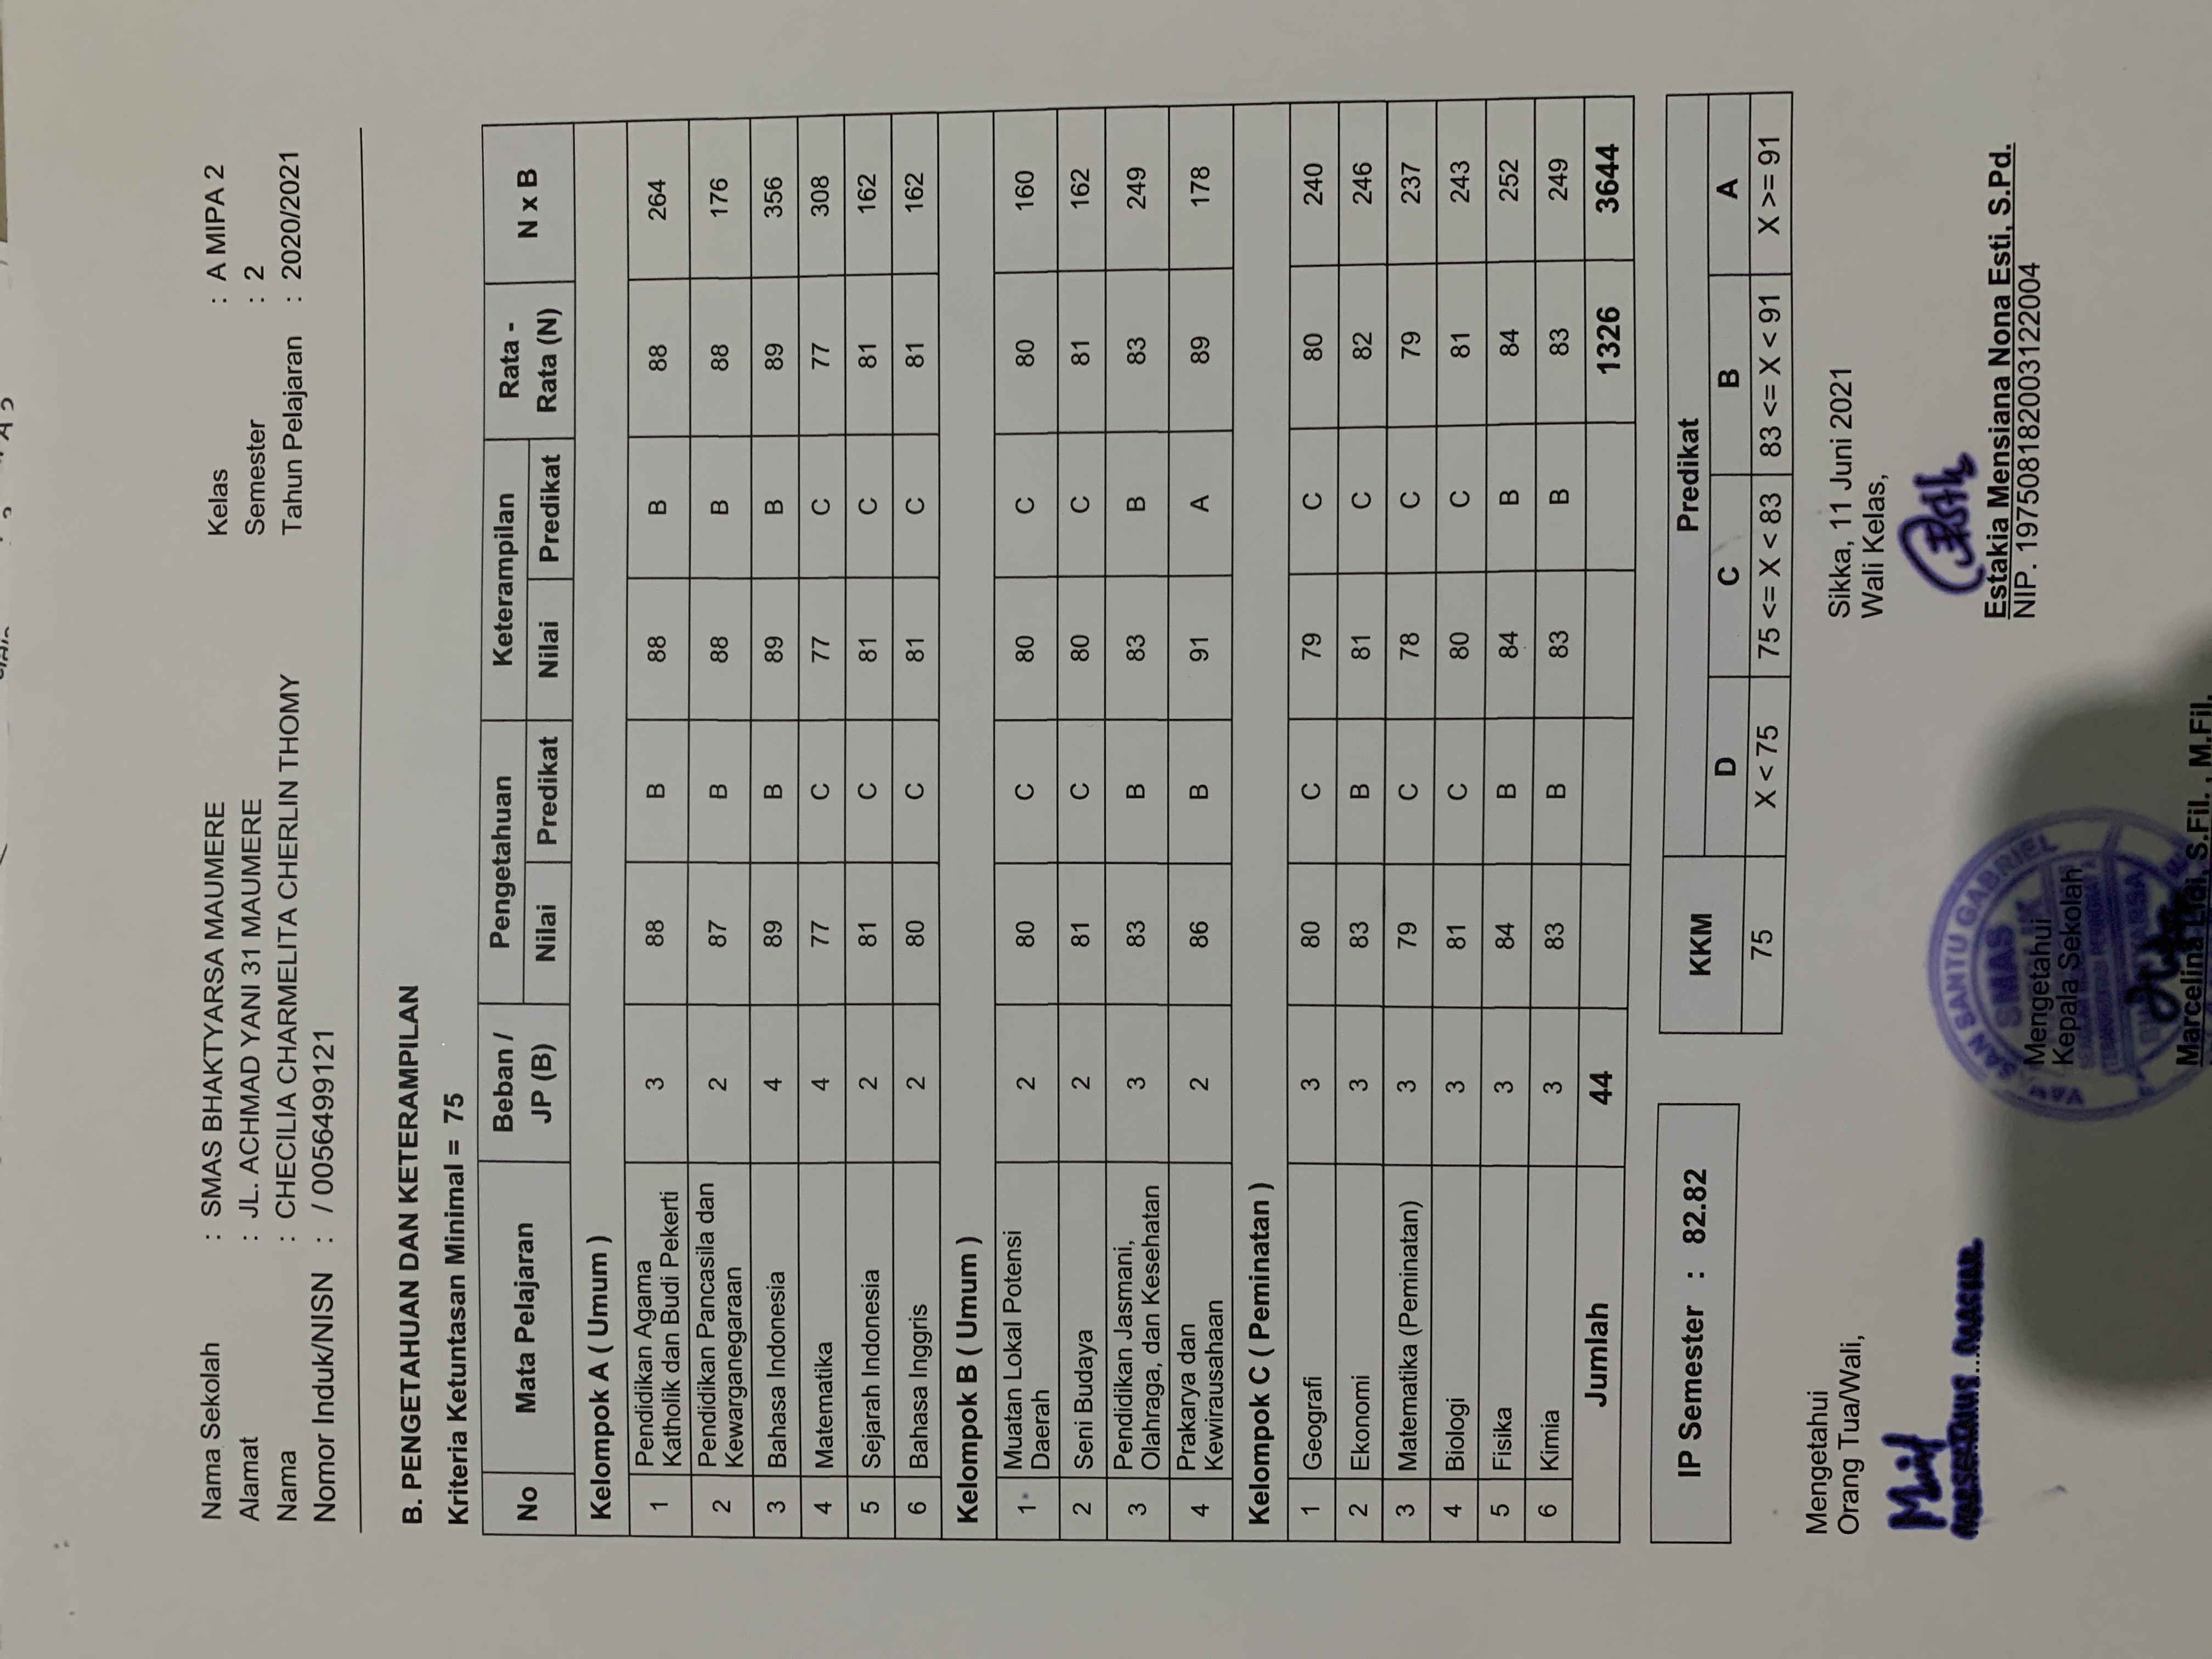 Nama Sekolah : SMAS BHAKTYARSA MAUMERE Kelas : A MIPA 2
Alamat : JL. ACHMAD YANI 31 MAUMERE Semester : 2
Nama : CHECILIA CHARMELITA CHERLIN THOMY Tahun Pelajaran : 2020/2021
Nomor Induk/NISN : / 0056499121
B. PENGETAHUAN DAN KETERAMPILAN
Kriteria Ketuntasan Minimal = 75
No Mata Pelajaran Beban / JP (B) Pengetahuan Keterampilan Rata - Rata (N) N x B
Nilai Predikat Nilai Predikat
Kelompok A ( Umum )
1 Pendidikan Agama Katholik dan Budi Pekerti 3 88 B 88 B 88 264
2 Pendidikan Pancasila dan Kewarganegaraan 2 87 B 88 B 88 176
3 Bahasa Indonesia 4 89 B 89 B 89 356
4 Matematika 4 77 C 77 C 77 308
5 Sejarah Indonesia 2 81 C 81 C 81 162
6 Bahasa Inggris 2 80 C 81 C 81 162
Kelompok B ( Umum )
1 Muatan Lokal Potensi Daerah 2 80 C 80 C 80 160
2 Seni Budaya 2 81 C 80 C 81 162
3 Pendidikan Jasmani, Olahraga, dan Kesehatan 3 83 B 83 B 83 249
4 Prakarya dan Kewirausahaan 2 86 B 91 A 89 178
Kelompok C ( Peminatan )
1 Geografi 3 80 C 79 C 80 240
2 Ekonomi 3 83 B 81 C 82 246
3 Matematika (Peminatan) 3 79 C 78 C 79 237
4 Biologi 3 81 C 80 C 81 243
5 Fisika 3 84 B 84 B 84 252
6 Kimia 3 83 B 83 B 83 249
Jumlah 44 1326 3644
IP Semester : 82.82
KKM Predikat
D C B A
75 X < 75 75 <= X < 83 83 <= X < 91 X >= 91
Mengetahui
Orang Tua/Wali,
Sikka, 11 Juni 2021
Wali Kelas,
Estakia Mensiana Nona Esti, S.Pd.
NIP. 197508182003122004
SANTU GABRIEL
SMAS
Mengetahui
Kepala Sekolah
Marcelina Lidi, S.Fil. , M.Fil.